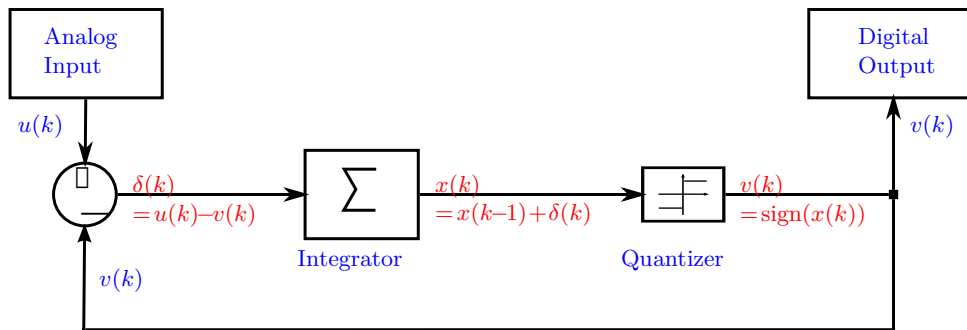 Analog
Input
Digital
Output
u(k)
v(k)
δ(k)
=u(k)−v(k)
∑
x(k)
=x(k−1)+δ(k)
v(k)
=sign(x(k))
Integrator
Quantizer
v(k)